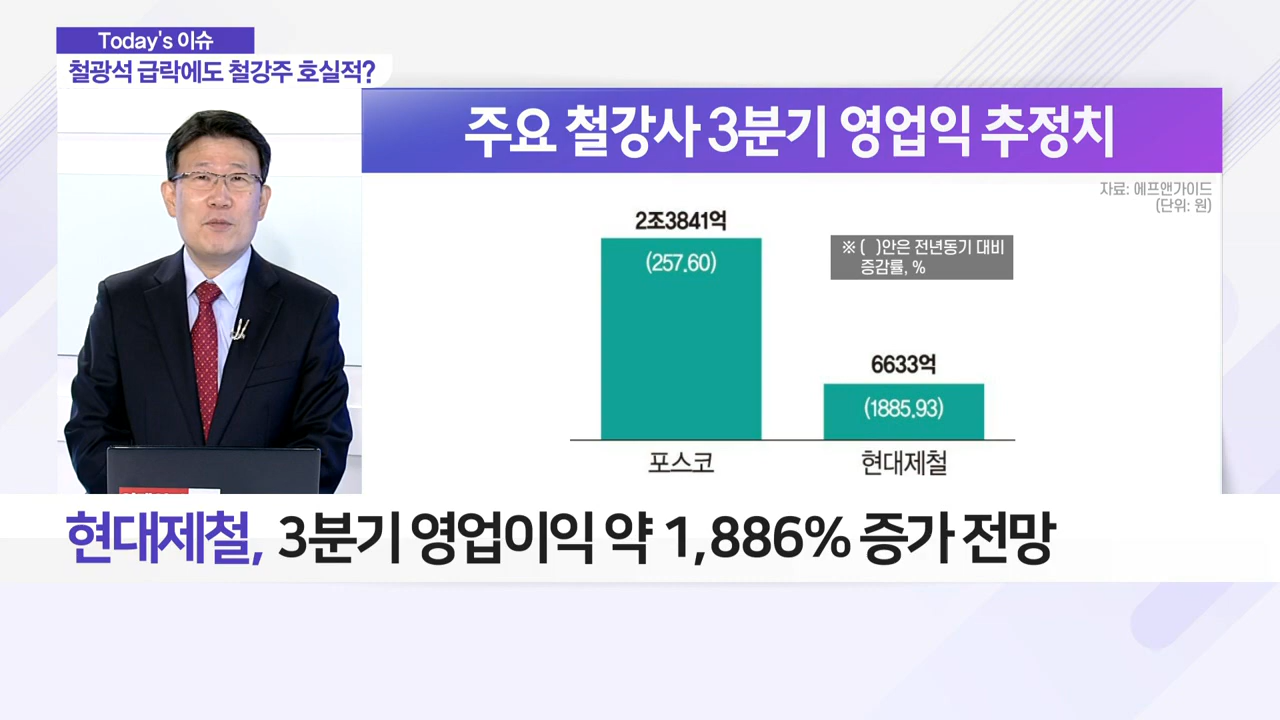 Today's 이슈
철광석 급락에도 철강주 호실적?
주요 철강사 3분기 영업익 추정치
자료: 에프앤가이드
(단위: 원)
2조3841억
(257.60)
※ ( )안은 전년동기 대비
증감률, %
6633억
(1885.93)
포스코
현대제철
현대제철, 3분기 영업이익 약 1,886% 증가 전망